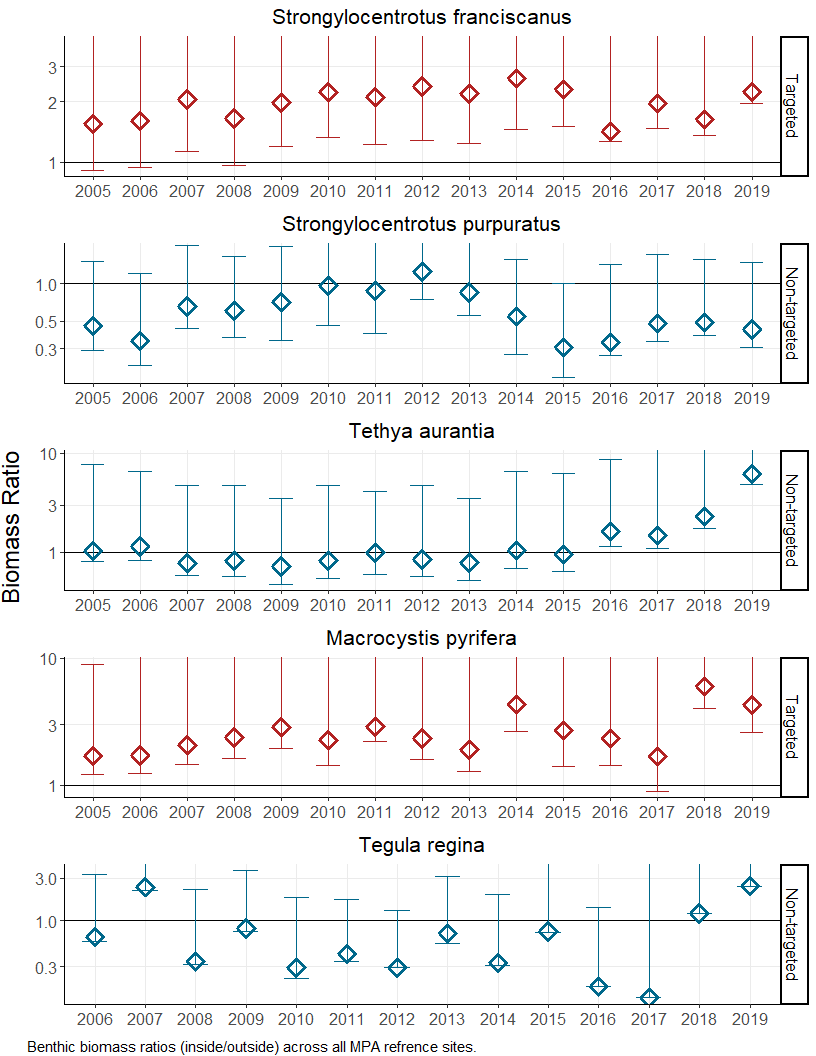 Strongylocentrotus franciscanus
3
2
1
Targeted
2005 2006 2007 2008 2009 2010 2011 2012 2013 2014 2015 2016 2017 2018 2019
Strongylocentrotus purpuratus
1.0
0.5
0.3
Non-targeted
2005 2006 2007 2008 2009 2010 2011 2012 2013 2014 2015 2016 2017 2018 2019
Tethya aurantia
10
3
1
Non-targeted
2005 2006 2007 2008 2009 2010 2011 2012 2013 2014 2015 2016 2017 2018 2019
Biomass Ratio
Macrocystis pyrifera
10
3
1
Targeted
2005 2006 2007 2008 2009 2010 2011 2012 2013 2014 2015 2016 2017 2018 2019
Tegula regina
3.0
1.0
0.3
Non-targeted
2006 2007 2008 2009 2010 2011 2012 2013 2014 2015 2016 2017 2018 2019
Benthic biomass ratios (inside/outside) across all MPA refrence sites.